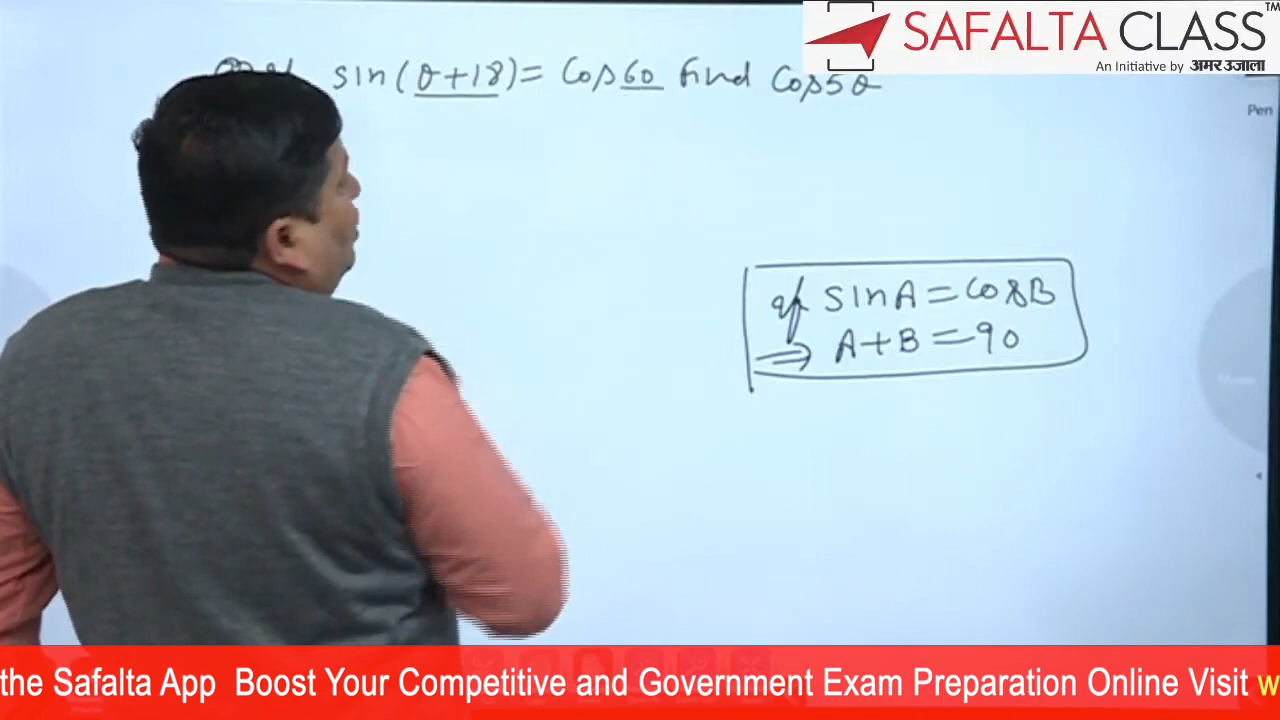 SAFALTA CLASS™
An Initiative by अमर उजाला
sin(θ+18)= Cos60 find Cos5θ
Pen
if sinA=CosB
⇒ A+B=90
the Safalta App Boost Your Competitive and Government Exam Preparation Online Visit w